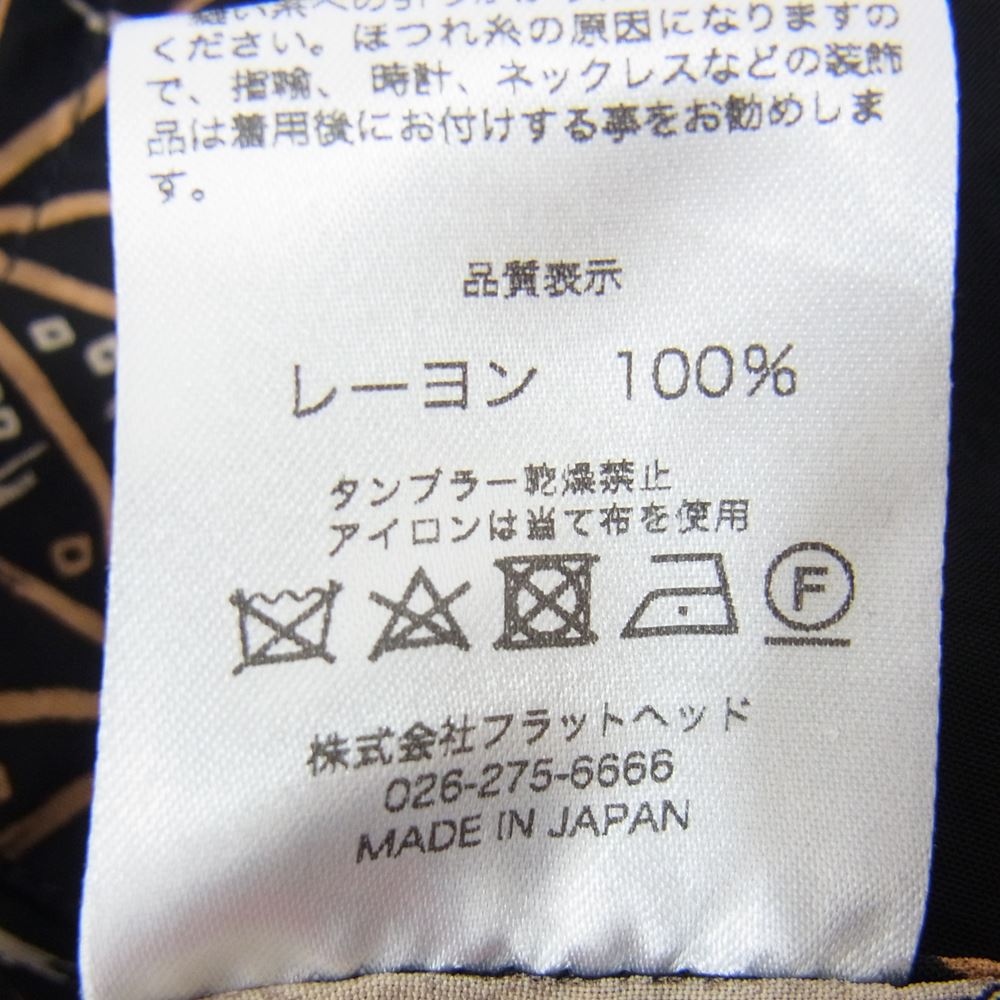 ください。ほつれ糸の原因になりますの
で、指輪、時計、ネックレスなどの装飾
品は着用後にお付けする事をお勧めしま
す。
品質表示
レーヨン 100%
タンブラー乾燥禁止
アイロンは当て布を使用
F
株式会社フラットヘッド
026-275-6666
MADE IN JAPAN